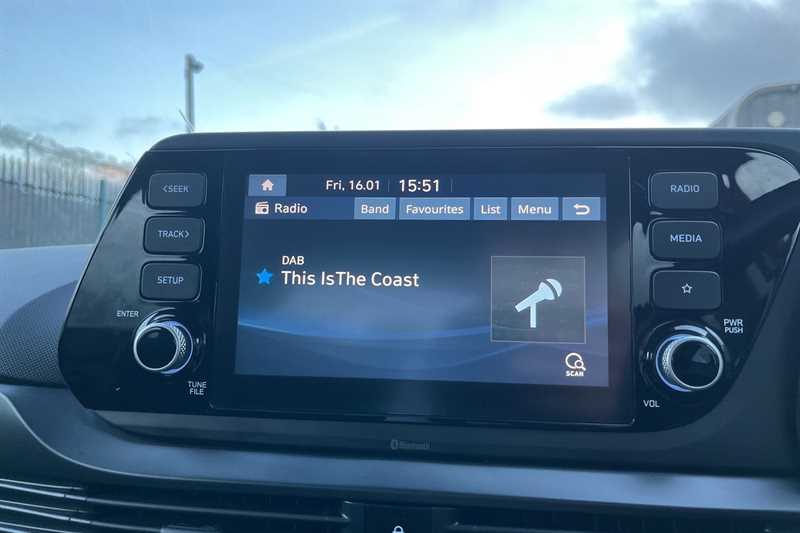 <SEEK
TRACK>
SETUP
ENTER
TUNE
FILE
Fri, 16.01 15:51
Radio Band Favourites List Menu
DAB
This IsThe Coast
SCAN
RADIO
MEDIA
PWR
PUSH
VOL
Bluetooth